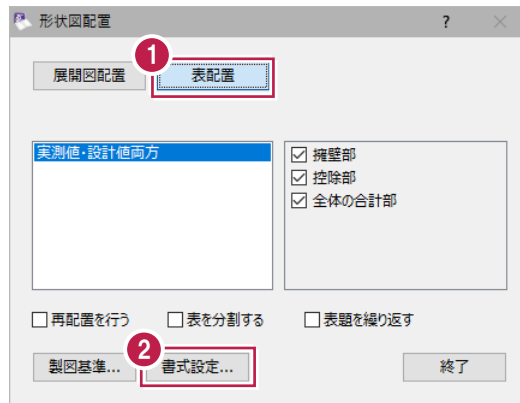 形状図配置
?
1
展開図配置 表配置
実測値・設計値両方
擁壁部
控除部
全体の合計部
再配置を行う 表を分割する 表題を繰り返す
2
製図基準... 書式設定... 終了